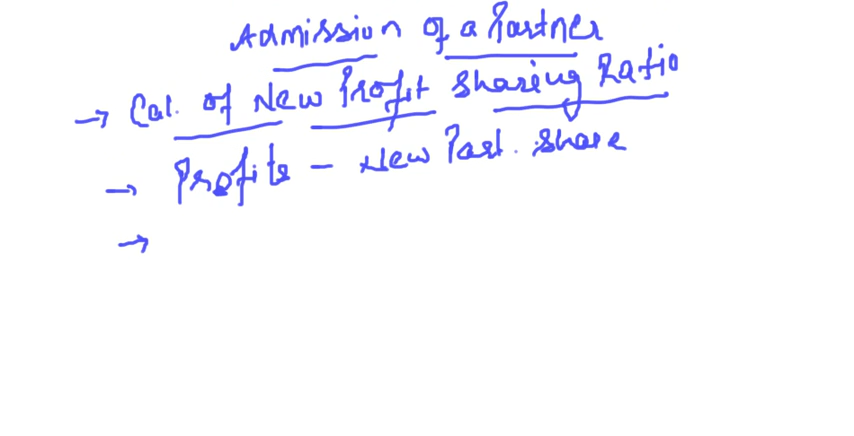 Admission of a Partner
→ Cal. of New Profit Sharing Ratio
→ Profits - New Part. share
→